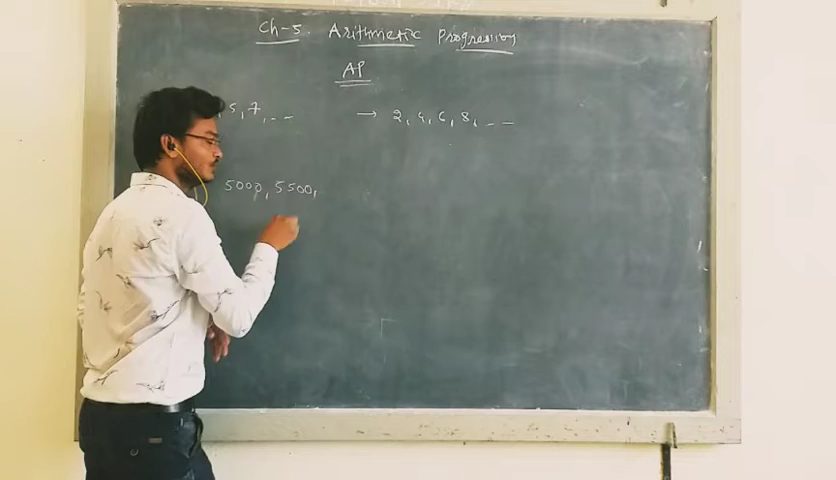 Ch-5. Arithmetic Progression
AP
5, 7, - - → 2, 4, 6, 8, - -
5000, 5500,